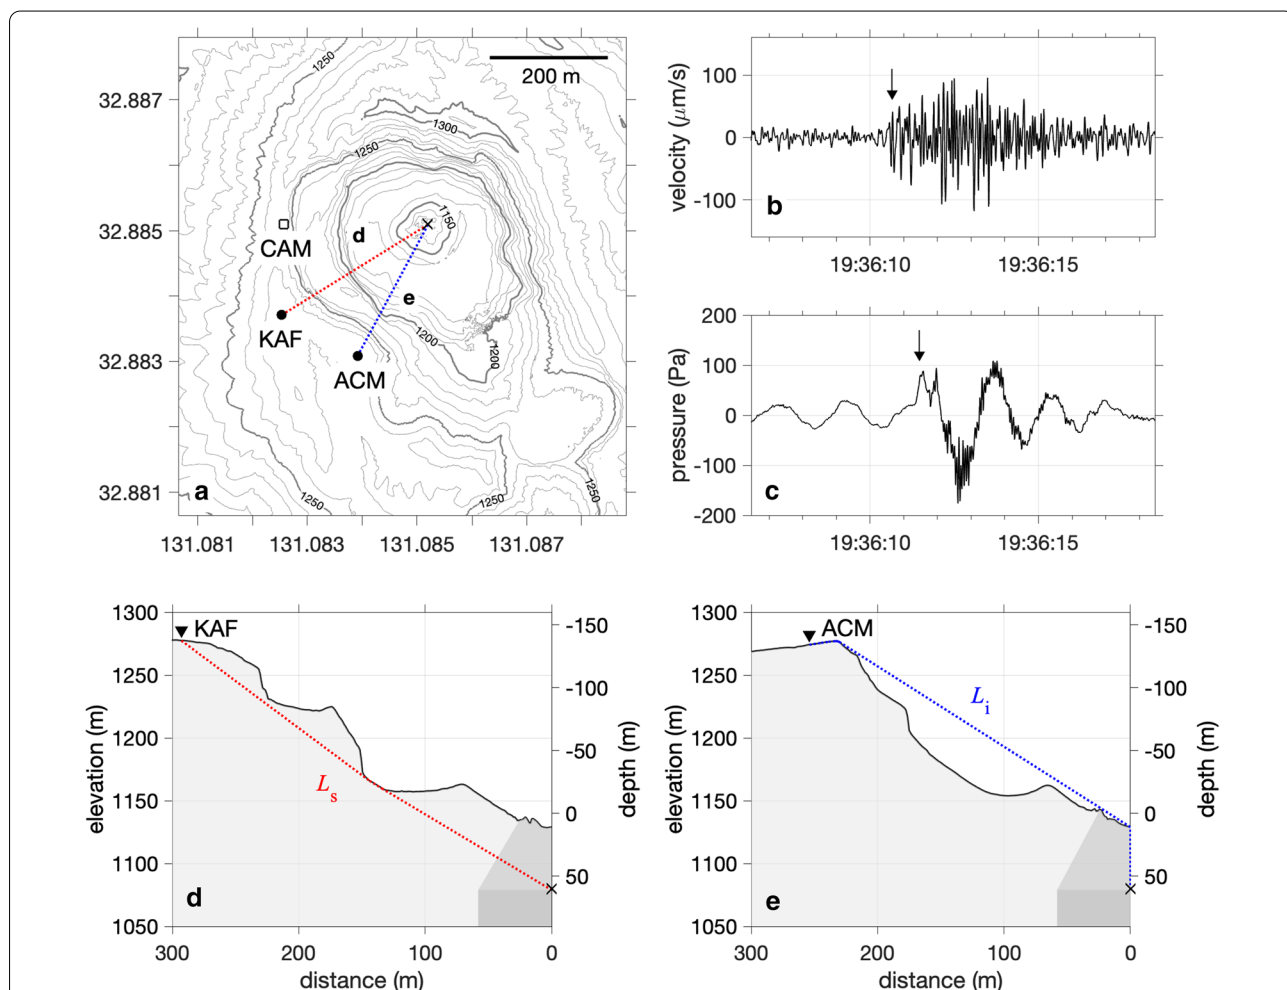 200 m
32.887
32.885
32.883
32.881
1250
1300
1250
1150
d
CAM
e
KAF
ACM
1200
1200
1250
1250
1250
a
131.081
131.083
131.085
131.087
velocity (μm/s)
100
0
-100
b
19:36:10
19:36:15
pressure (Pa)
200
100
0
-100
-200
c
19:36:10
19:36:15
elevation (m)
1300
1250
1200
1150
1100
1050
KAF
Ls
d
-150
-100
-50
0
50
depth (m)
300
200
100
0
distance (m)
elevation (m)
1300
1250
1200
1150
1100
1050
ACM
Li
e
-150
-100
-50
0
50
depth (m)
300
200
100
0
distance (m)